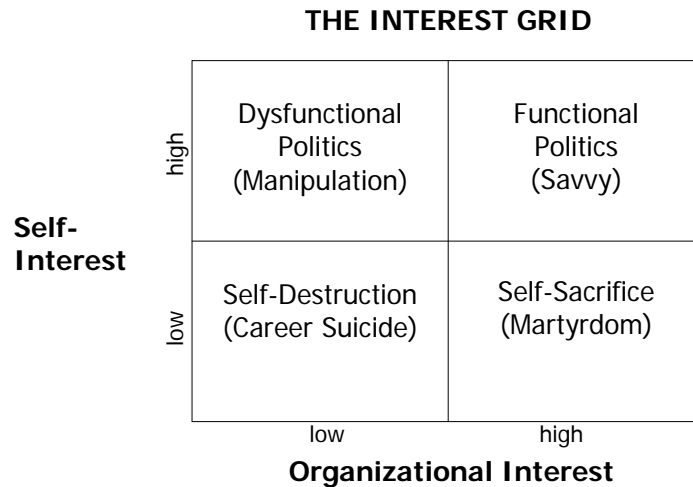 THE INTEREST GRID
Dysfunctional
Politics
(Manipulation)
Functional
Politics
(Savvy)
high
Self-
Interest
Self-Destruction
(Career Suicide)
Self-Sacrifice
(Martyrdom)
low
low
high
Organizational Interest